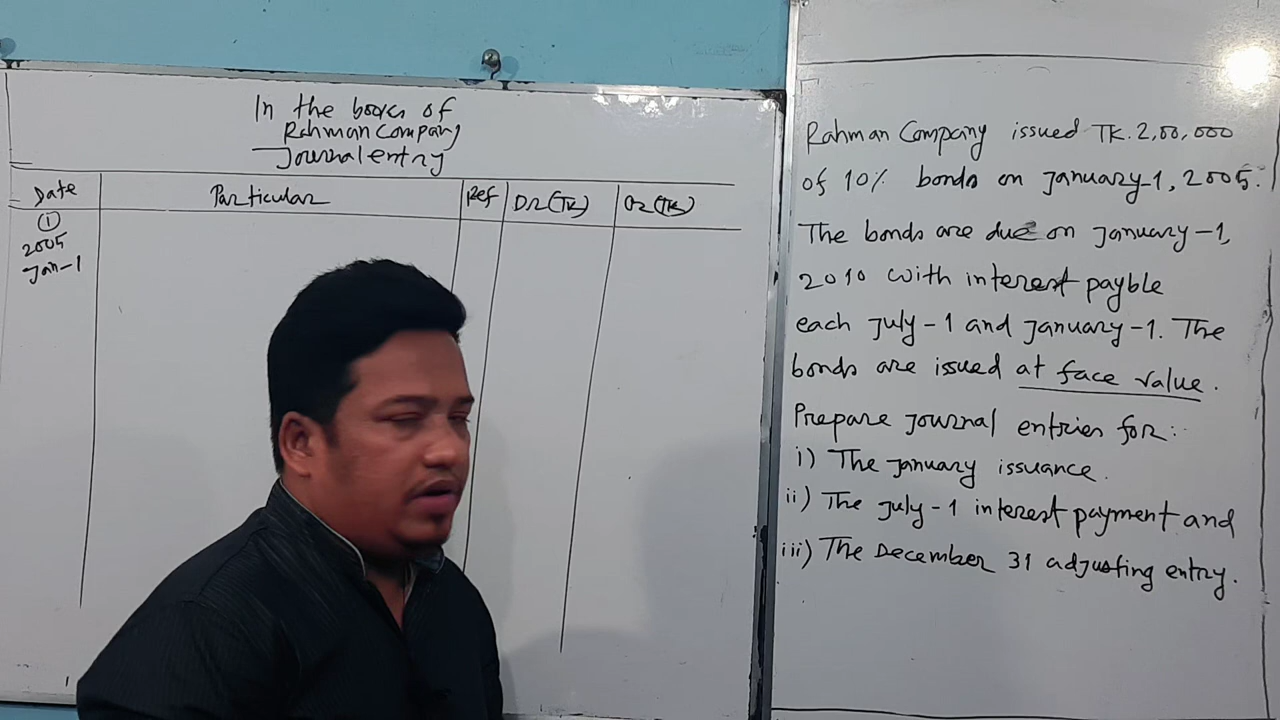 In the books of
Rahman Company
Journal entry
Date Particular Ref Dr (TK) Cr (TK)
1
2005
Jan-1
Rahman Company issued TK. 2,00,000
of 10% bonds on January-1, 2005.
The bonds are due on January-1,
2010 with interest payble
each July-1 and January-1. The
bonds are issued at face value.
Prepare Journal entries for:
i) The January issuance.
ii) The July-1 interest payment and
iii) The December 31 adjusting entry.